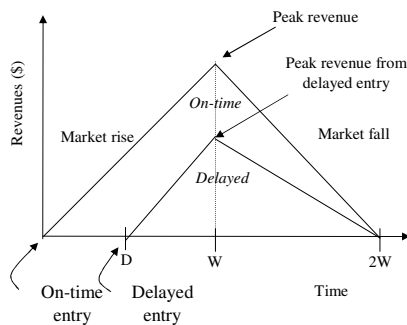 Peak revenue
Peak revenue from
delayed entry
Revenues ($)
On-time
Market rise
Market fall
Delayed
D
W
2W
On-time
entry
Delayed
entry
Time